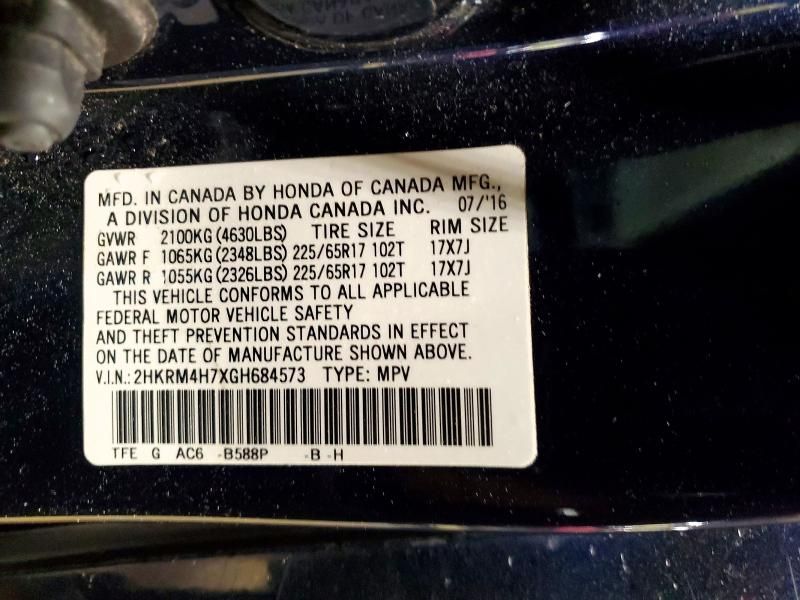 MFD. IN CANADA BY HONDA OF CANADA MFG.,
A DIVISION OF HONDA CANADA INC. 07/'16
GVWR 2100KG (4630LBS) TIRE SIZE RIM SIZE
GAWR F 1065KG (2348LBS) 225/65R17 102T 17X7J
GAWR R 1055KG (2326LBS) 225/65R17 102T 17X7J
THIS VEHICLE CONFORMS TO ALL APPLICABLE
FEDERAL MOTOR VEHICLE SAFETY
AND THEFT PREVENTION STANDARDS IN EFFECT
ON THE DATE OF MANUFACTURE SHOWN ABOVE.
V.I.N.: 2HKRM4H7XGH684573 TYPE: MPV
TFE G AC6 -B588P -B -H